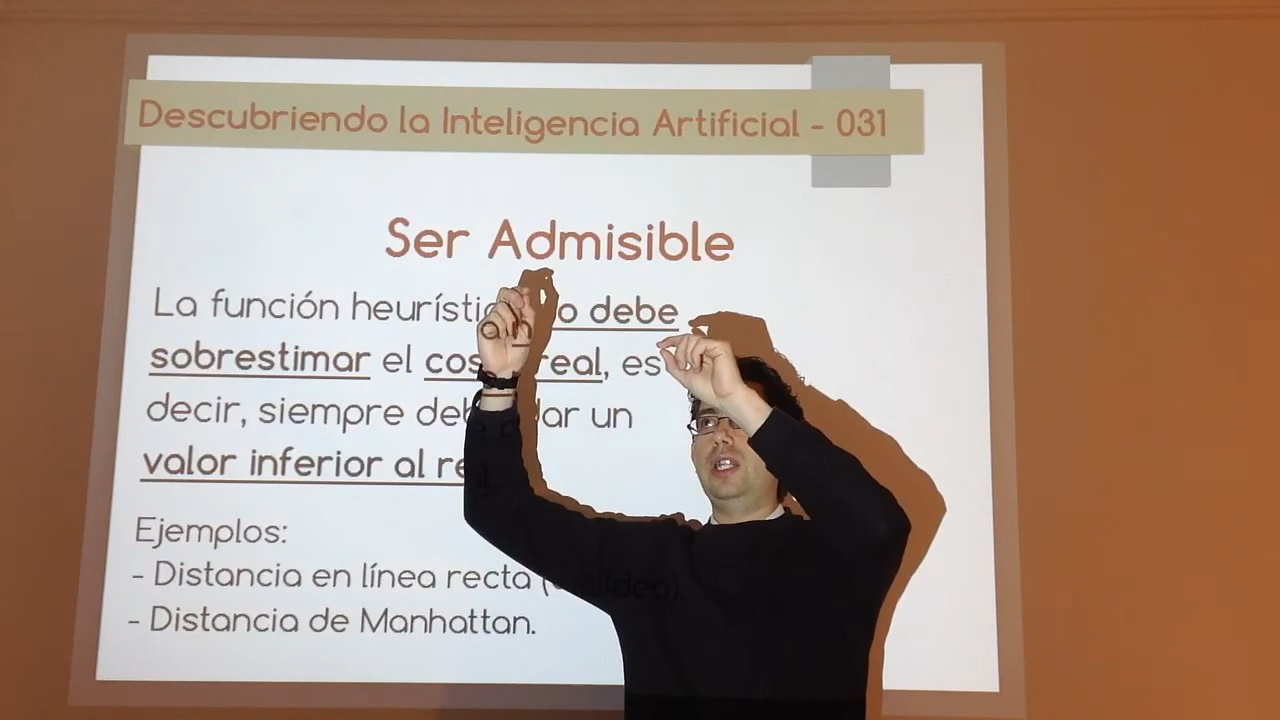 Descubriendo la Inteligencia Artificial - 031
Ser Admisible
La función heurística no debe
sobrestimar el coste real, es
decir, siempre debe dar un
valor inferior al real
Ejemplos:
- Distancia en línea recta (euclídea).
- Distancia de Manhattan.